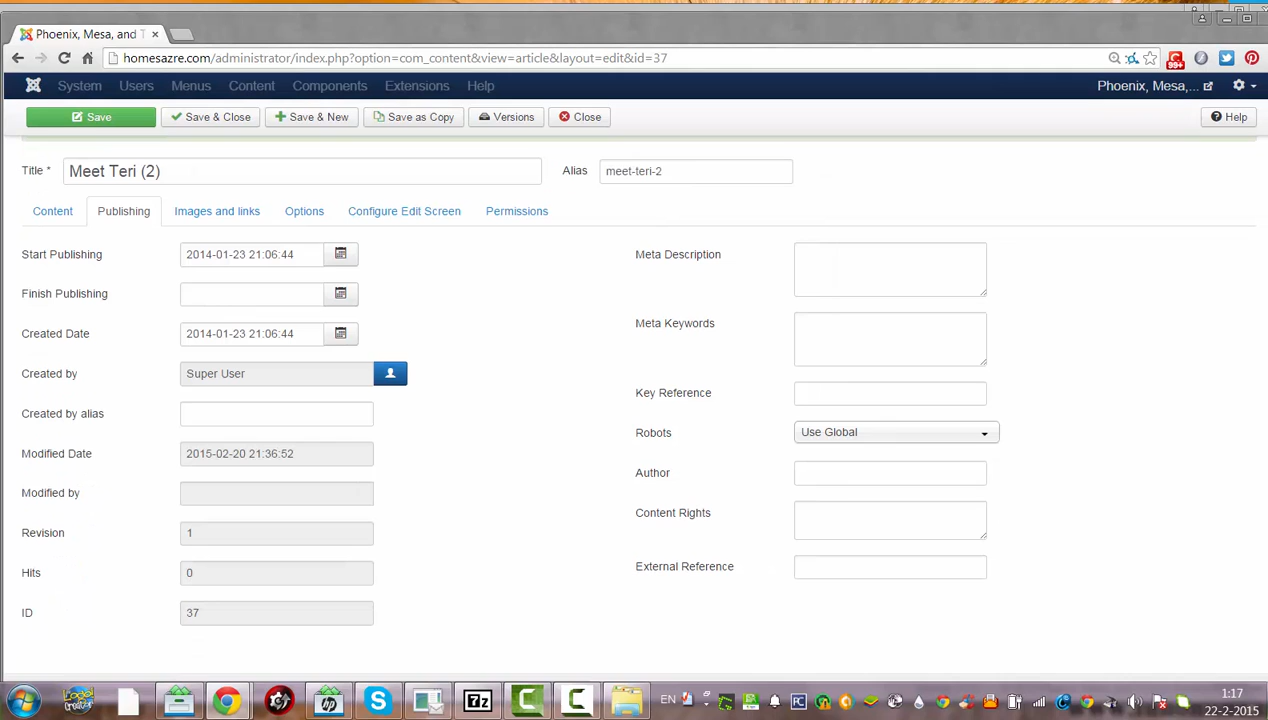 Phoenix, Mesa, and T
homesazre.com/administrator/index.php?option=com_content&view=article&layout=edit&id=37
99+
System Users Menus Content Components Extensions Help Phoenix, Mesa,...
Save Save & Close Save & New Save as Copy Versions Close Help
Title * Meet Teri (2) Alias meet-teri-2
Content Publishing Images and links Options Configure Edit Screen Permissions
Start Publishing 2014-01-23 21:06:44
Finish Publishing
Created Date 2014-01-23 21:06:44
Created by Super User
Created by alias
Modified Date 2015-02-20 21:36:52
Modified by
Revision 1
Hits 0
ID 37
Meta Description
Meta Keywords
Key Reference
Robots Use Global
Author
Content Rights
External Reference
hp
7z
EN
1:17
22-2-2015